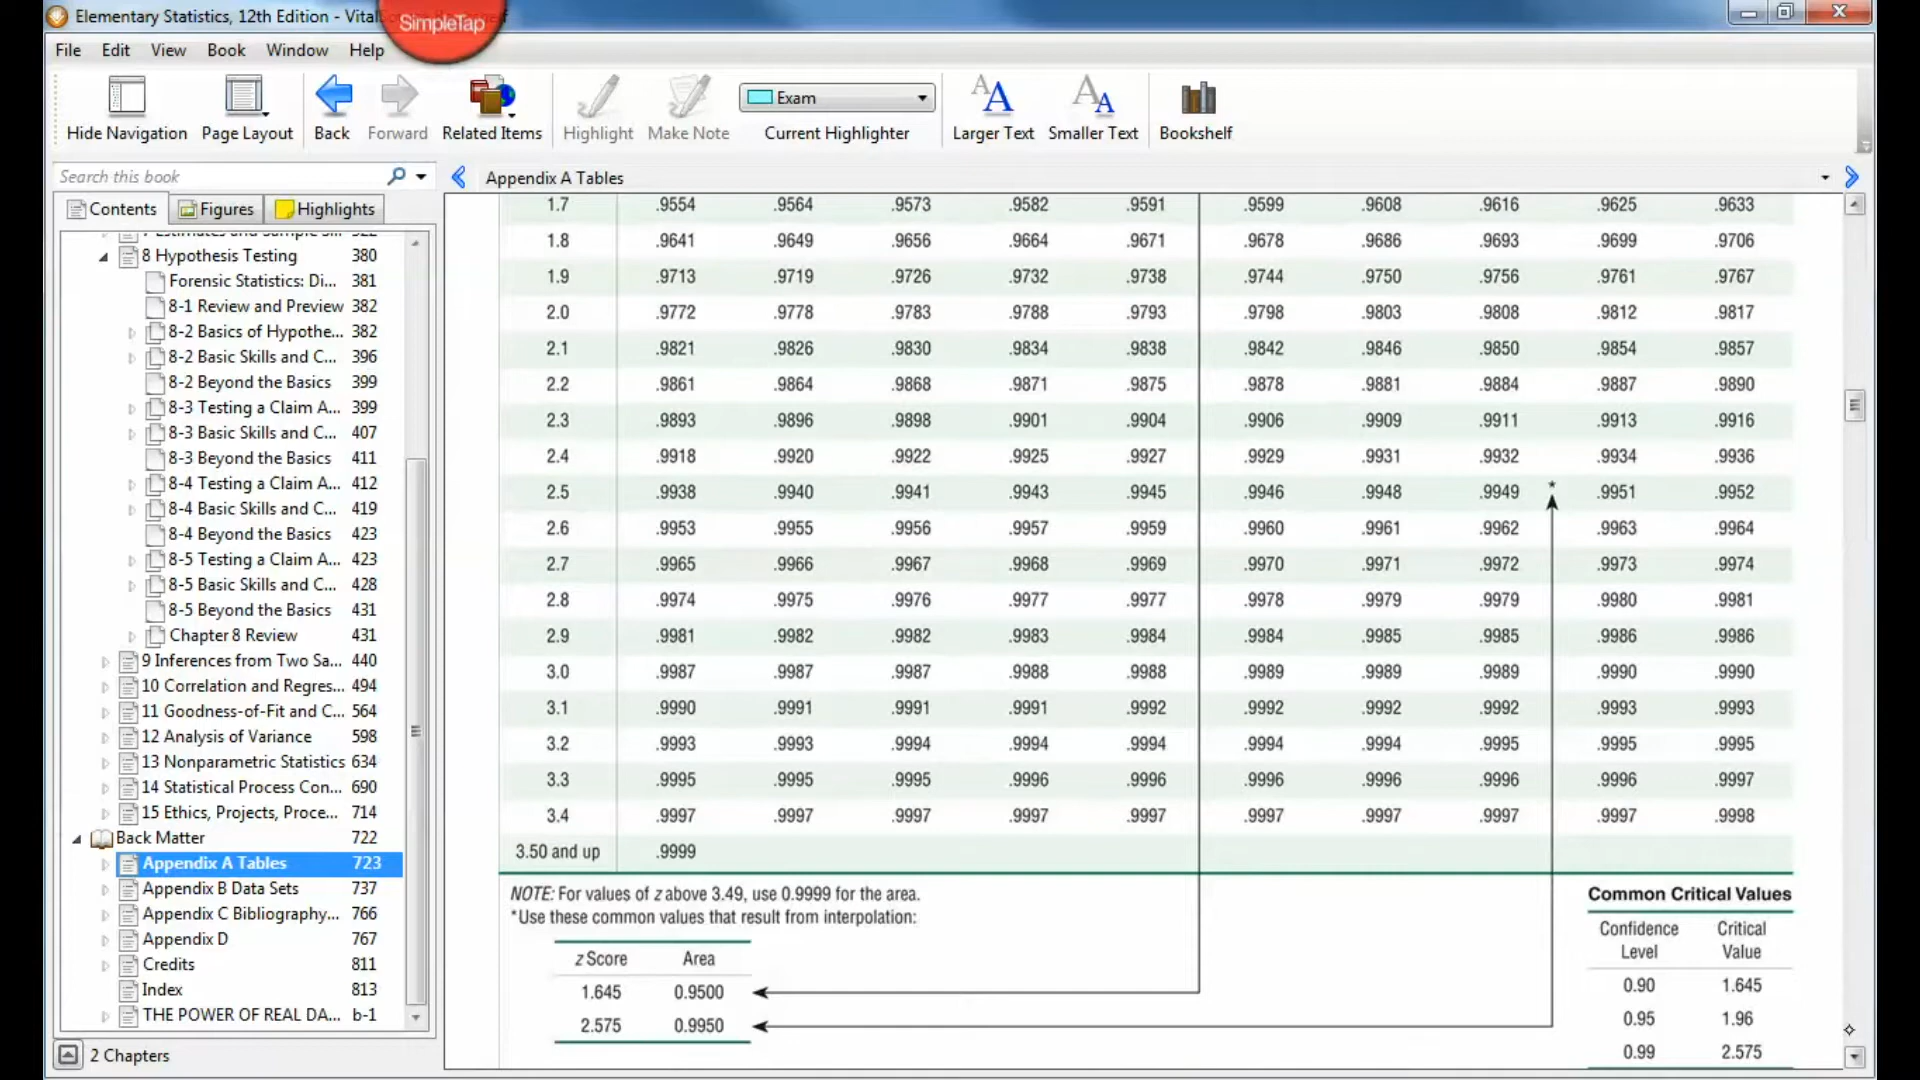 Elementary Statistics, 12th Edition - Vital
SimpleTap
File Edit View Book Window Help
Hide Navigation Page Layout Back Forward Related Items Highlight Make Note Exam Current Highlighter Larger Text Smaller Text Bookshelf
Search this book
Appendix A Tables
Contents Figures Highlights
7 Estimates and Sample Siz... 322
8 Hypothesis Testing 380
Forensic Statistics: Di... 381
8-1 Review and Preview 382
8-2 Basics of Hypothe... 382
8-2 Basic Skills and C... 396
8-2 Beyond the Basics 399
8-3 Testing a Claim A... 399
8-3 Basic Skills and C... 407
8-3 Beyond the Basics 411
8-4 Testing a Claim A... 412
8-4 Basic Skills and C... 419
8-4 Beyond the Basics 423
8-5 Testing a Claim A... 423
8-5 Basic Skills and C... 428
8-5 Beyond the Basics 431
Chapter 8 Review 431
9 Inferences from Two Sa... 440
10 Correlation and Regres... 494
11 Goodness-of-Fit and C... 564
12 Analysis of Variance 598
13 Nonparametric Statistics 634
14 Statistical Process Con... 690
15 Ethics, Projects, Proce... 714
Back Matter 722
Appendix A Tables 723
Appendix B Data Sets 737
Appendix C Bibliography... 766
Appendix D 767
Credits 811
Index 813
THE POWER OF REAL DA... b-1
2 Chapters
1.7 .9554 .9564 .9573 .9582 .9591 .9599 .9608 .9616 .9625 .9633
1.8 .9641 .9649 .9656 .9664 .9671 .9678 .9686 .9693 .9699 .9706
1.9 .9713 .9719 .9726 .9732 .9738 .9744 .9750 .9756 .9761 .9767
2.0 .9772 .9778 .9783 .9788 .9793 .9798 .9803 .9808 .9812 .9817
2.1 .9821 .9826 .9830 .9834 .9838 .9842 .9846 .9850 .9854 .9857
2.2 .9861 .9864 .9868 .9871 .9875 .9878 .9881 .9884 .9887 .9890
2.3 .9893 .9896 .9898 .9901 .9904 .9906 .9909 .9911 .9913 .9916
2.4 .9918 .9920 .9922 .9925 .9927 .9929 .9931 .9932 .9934 .9936
2.5 .9938 .9940 .9941 .9943 .9945 .9946 .9948 .9949 * .9951 .9952
2.6 .9953 .9955 .9956 .9957 .9959 .9960 .9961 .9962 .9963 .9964
2.7 .9965 .9966 .9967 .9968 .9969 .9970 .9971 .9972 .9973 .9974
2.8 .9974 .9975 .9976 .9977 .9977 .9978 .9979 .9979 .9980 .9981
2.9 .9981 .9982 .9982 .9983 .9984 .9984 .9985 .9985 .9986 .9986
3.0 .9987 .9987 .9987 .9988 .9988 .9989 .9989 .9989 .9990 .9990
3.1 .9990 .9991 .9991 .9991 .9992 .9992 .9992 .9992 .9993 .9993
3.2 .9993 .9993 .9994 .9994 .9994 .9994 .9994 .9995 .9995 .9995
3.3 .9995 .9995 .9995 .9996 .9996 .9996 .9996 .9996 .9996 .9997
3.4 .9997 .9997 .9997 .9997 .9997 .9997 .9997 .9997 .9997 .9998
3.50 and up .9999
NOTE: For values of z above 3.49, use 0.9999 for the area.
*Use these common values that result from interpolation:
z Score Area
1.645 0.9500
2.575 0.9950
Common Critical Values
Confidence Critical
Level Value
0.90 1.645
0.95 1.96
0.99 2.575